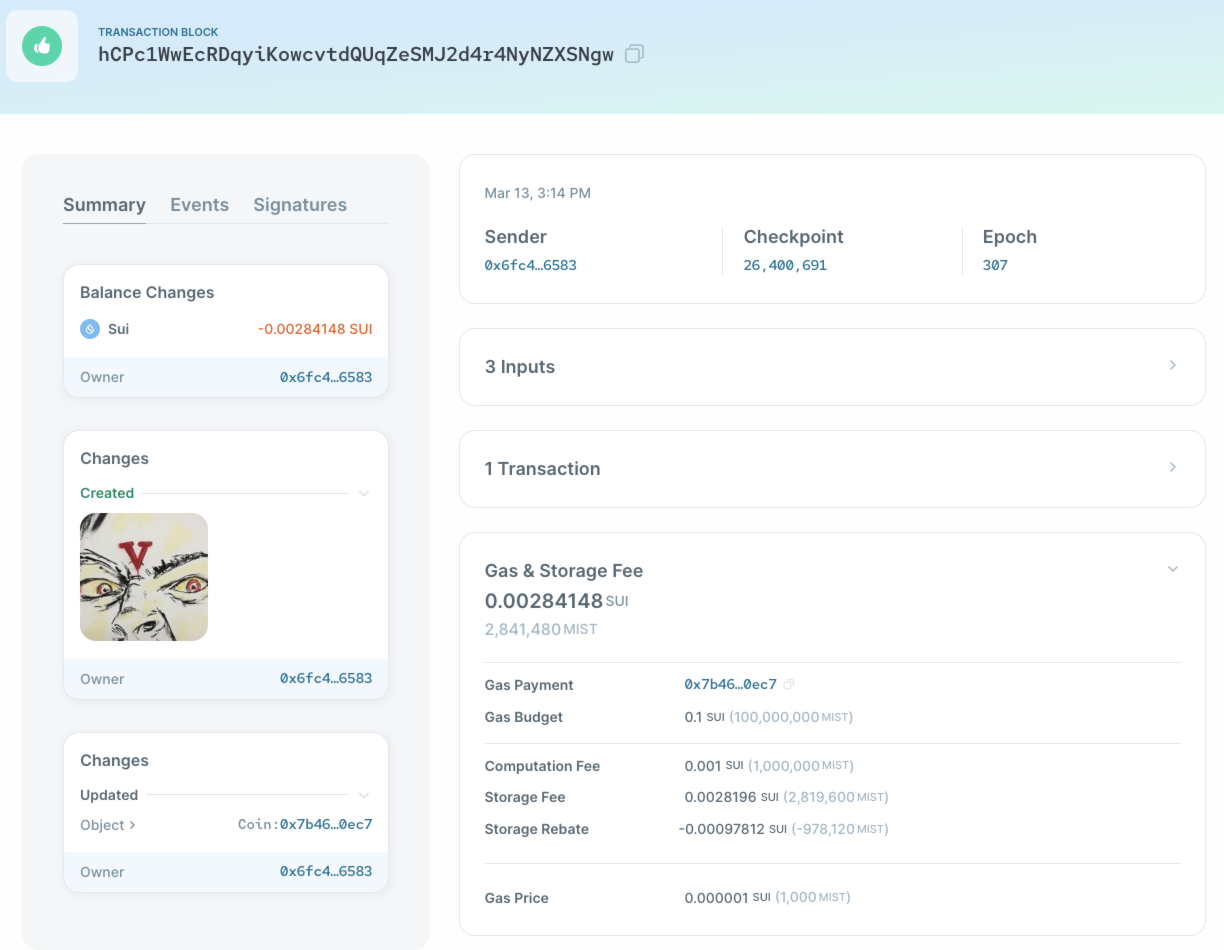 TRANSACTION BLOCK
hCPc1WwEcRDqyiKowcvtdQUqZeSMJ2d4r4NyNZXSNgw
Summary Events Signatures
Balance Changes
Sui -0.00284148 SUI
Owner 0x6fc4…6583
Changes
Created
V
Owner 0x6fc4…6583
Changes
Updated
Object Coin:0x7b46…0ec7
Owner 0x6fc4…6583
Mar 13, 3:14 PM
Sender Checkpoint Epoch
0x6fc4…6583 26,400,691 307
3 Inputs
1 Transaction
Gas & Storage Fee
0.00284148 SUI
2,841,480 MIST
Gas Payment 0x7b46…0ec7
Gas Budget 0.1 SUI (100,000,000 MIST)
Computation Fee 0.001 SUI (1,000,000 MIST)
Storage Fee 0.0028196 SUI (2,819,600 MIST)
Storage Rebate -0.00097812 SUI (-978,120 MIST)
Gas Price 0.000001 SUI (1,000 MIST)